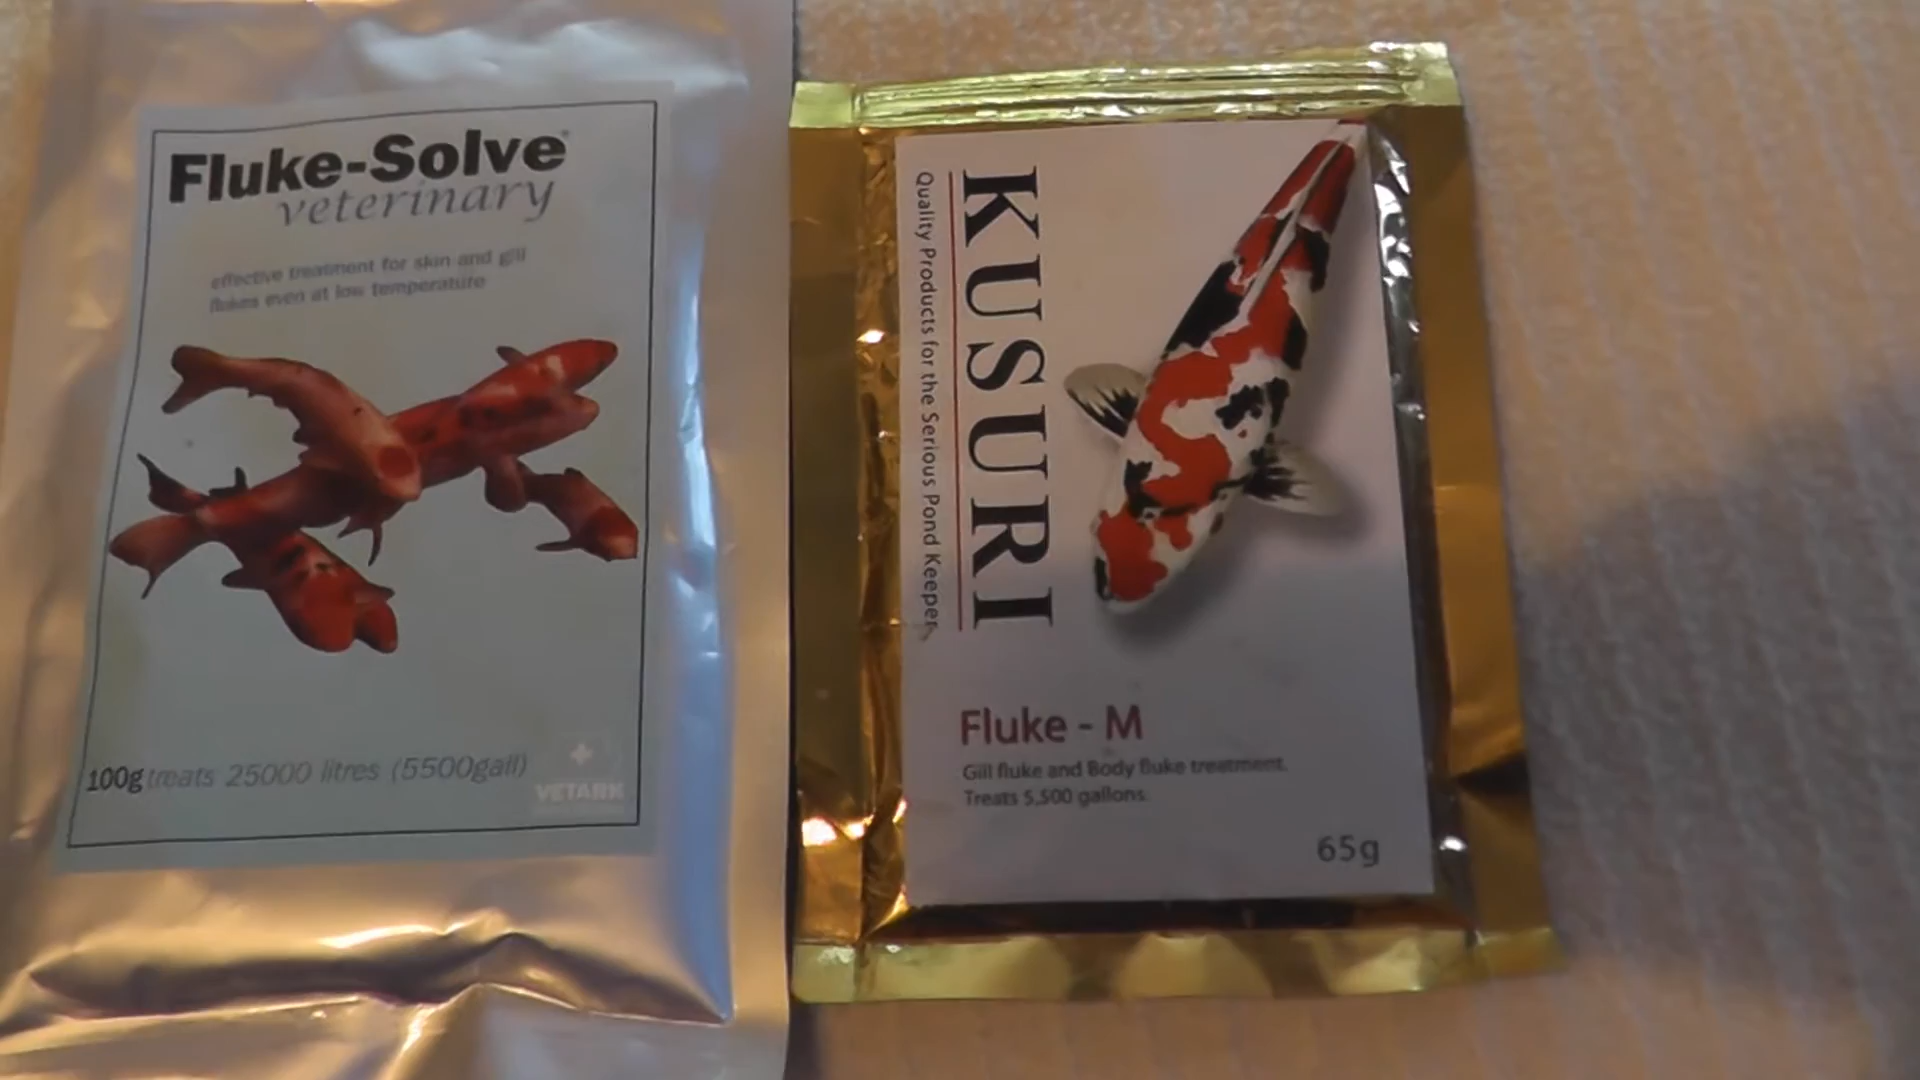 Fluke-Solve
veterinary
effective treatment for skin and gill
flukes even at low temperature
100g treats 25000 litres (5500gall)
VETARK
KUSURI
Quality Products for the Serious Pond Keeper
Fluke - M
Gill fluke and Body fluke treatment.
Treats 5,500 gallons.
65g